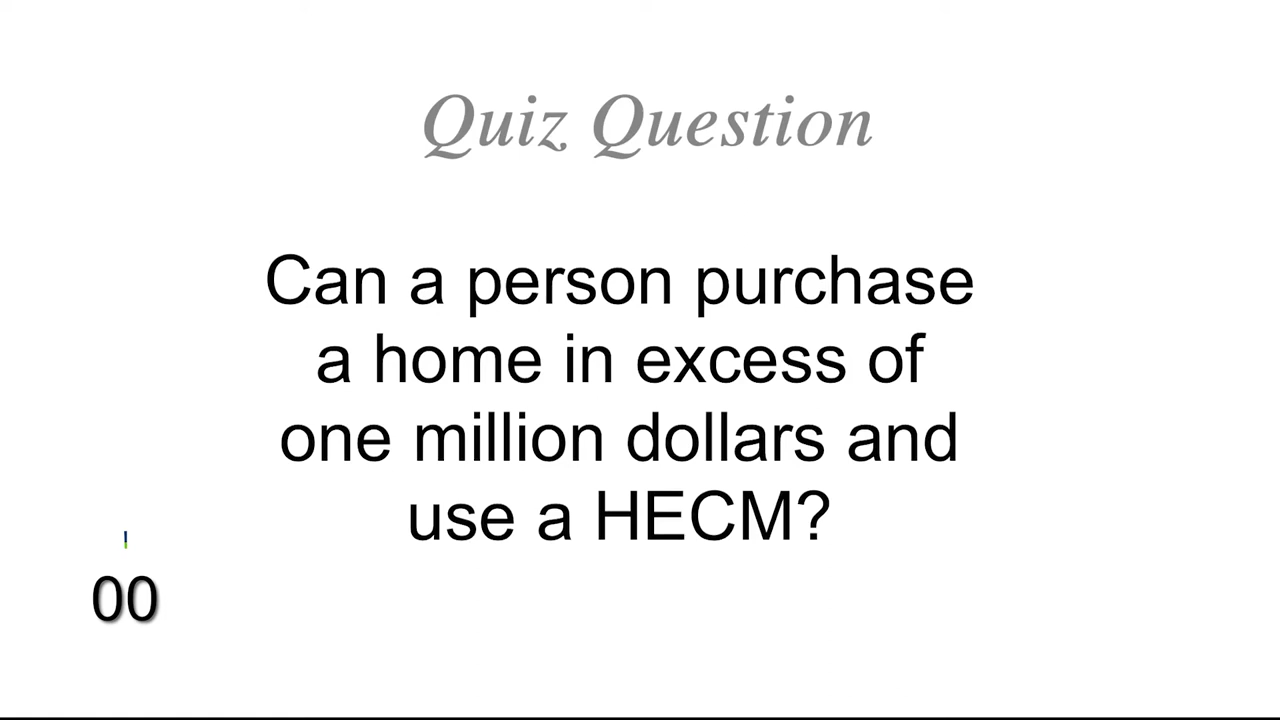 Quiz Question
Can a person purchase
a home in excess of
one million dollars and
use a HECM?
00